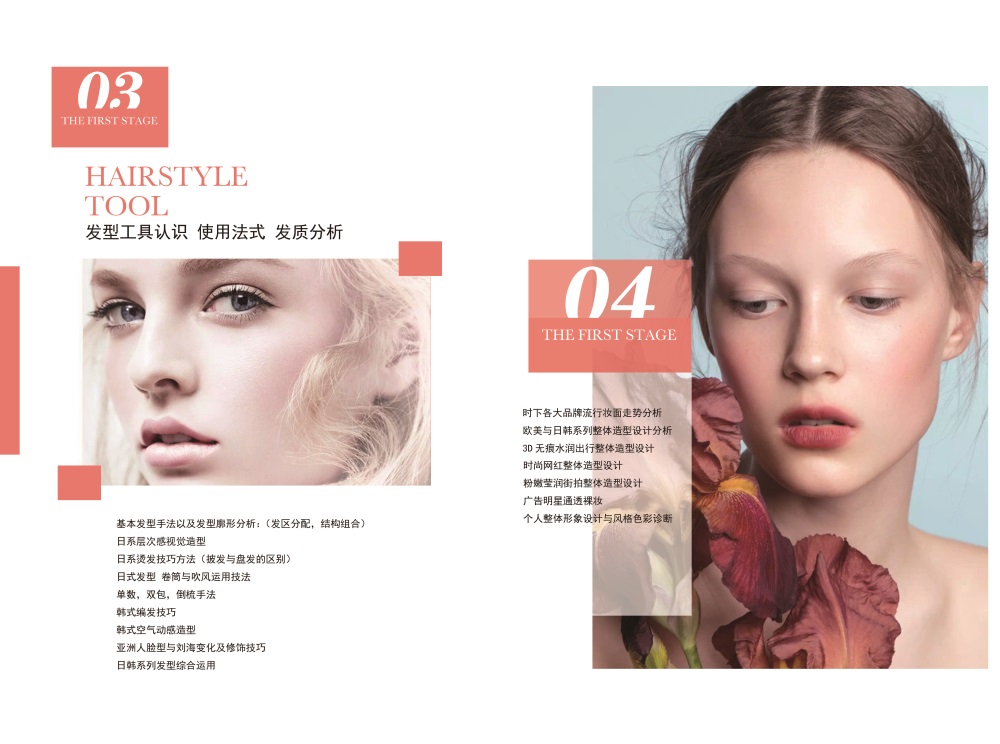 03
THE FIRST STAGE
HAIRSTYLE
TOOL
发型工具认识 使用法式 发质分析
基本发型手法以及发型廓形分析:(发区分配,结构组合)
日系层次感视觉造型
日系烫发技巧方法(披发与盘发的区别)
日式发型 卷筒与吹风运用技法
单数,双包,倒梳手法
韩式编发技巧
韩式空气动感造型
亚洲人脸型与刘海变化及修饰技巧
日韩系列发型综合运用
04
THE FIRST STAGE
时下各大品牌流行妆面走势分析
欧美与日韩系列整体造型设计分析
3D 无痕水润出行整体造型设计
时尚网红整体造型设计
粉嫩莹润街拍整体造型设计
广告明星通透裸妆
个人整体形象设计与风格色彩诊断